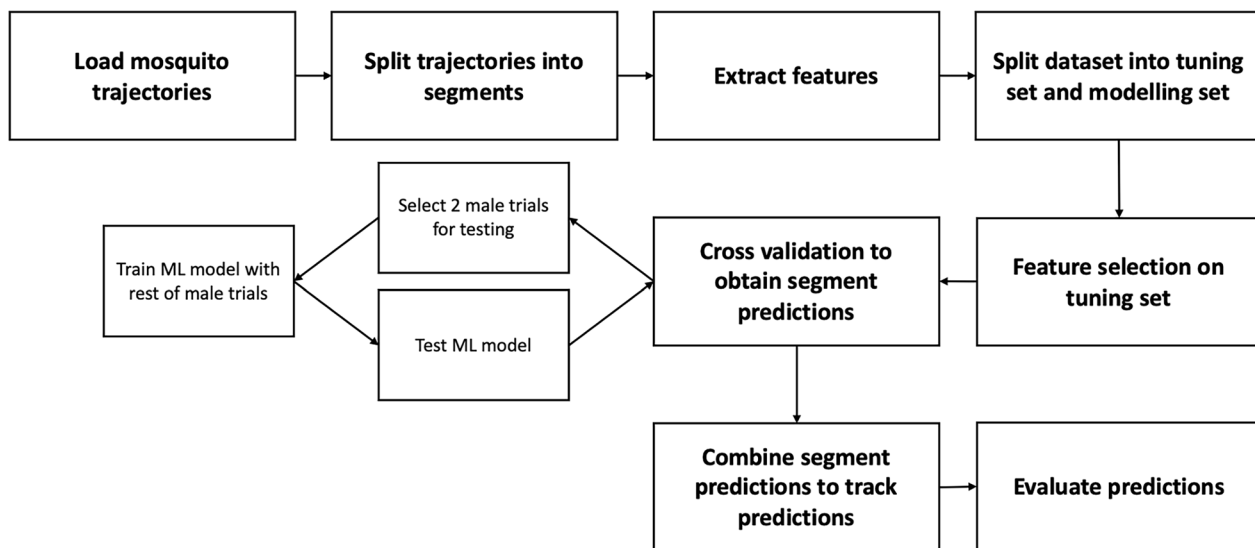 Load mosquito
trajectories
Split trajectories into
segments
Extract features
Split dataset into tuning
set and modelling set
Select 2 male trials
for testing
Train ML model with
rest of male trials
Test ML model
Cross validation to
obtain segment
predictions
Feature selection on
tuning set
Combine segment
predictions to track
predictions
Evaluate predictions